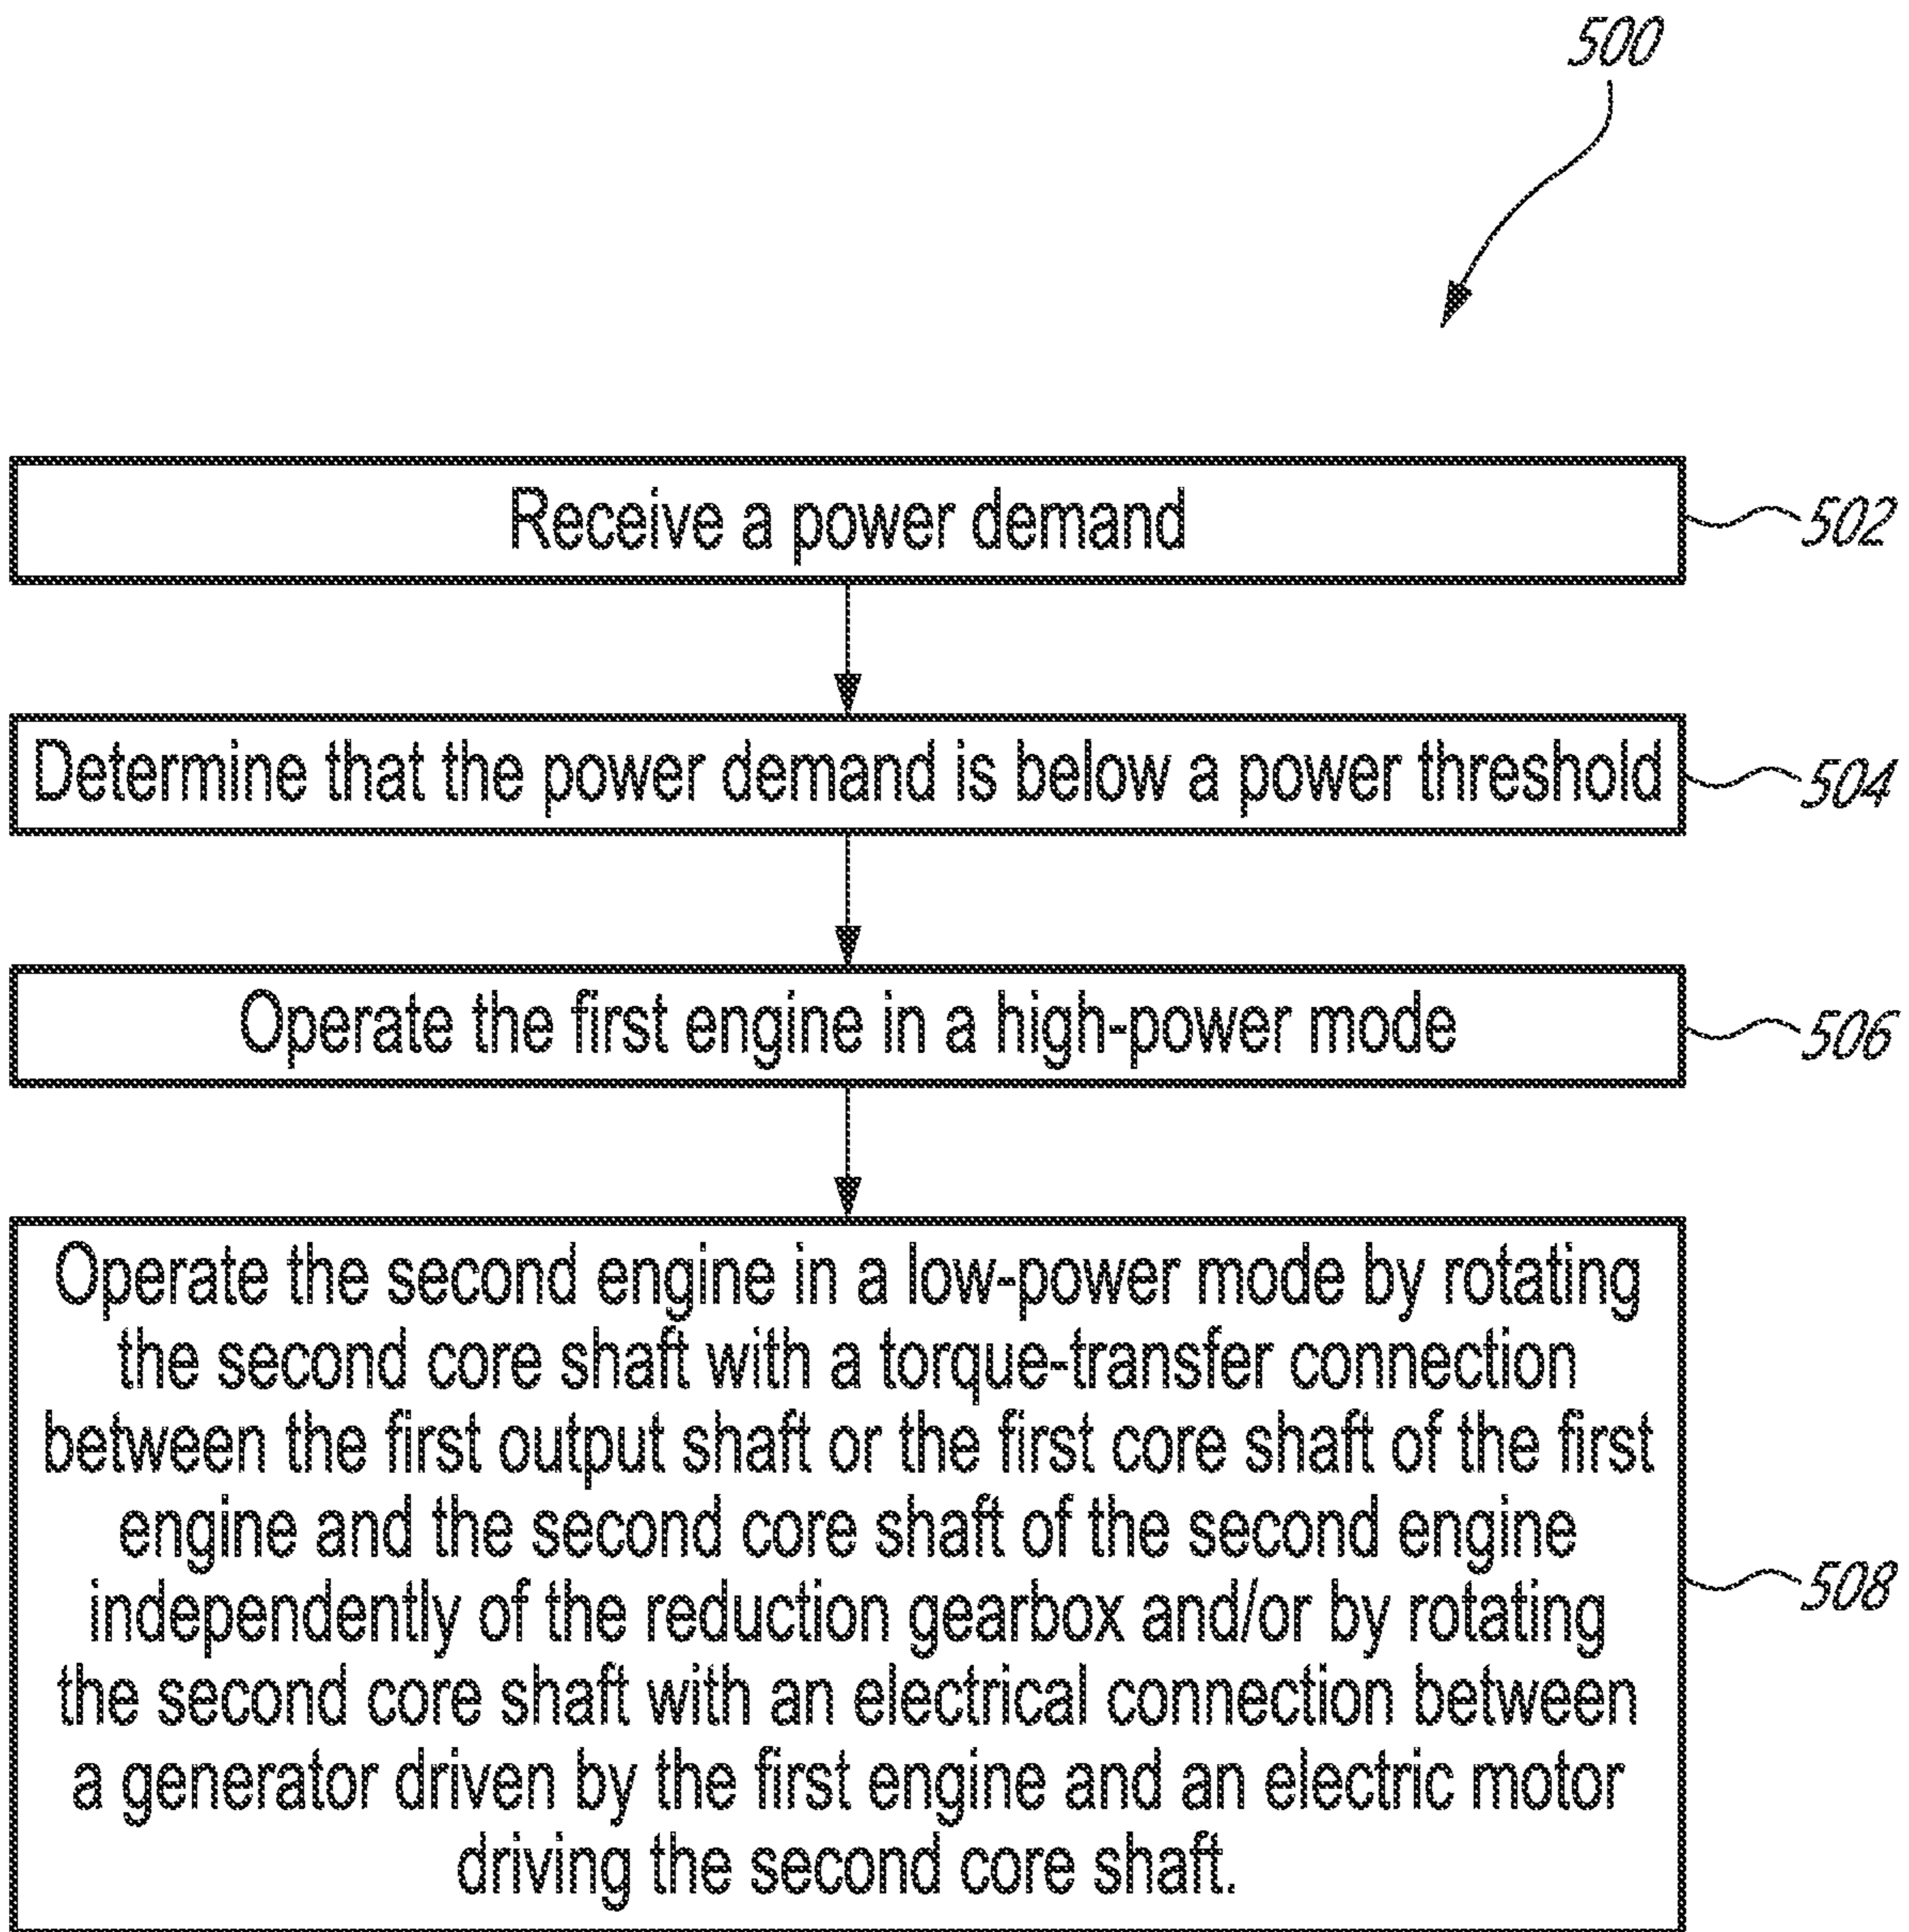 500
Receive a power demand
502
Determine that the power demand is below a power threshold
504
Operate the first engine in a high-power mode
506
Operate the second engine in a low-power mode by rotating
the second core shaft with a torque-transfer connection
between the first output shaft or the first core shaft of the first
engine and the second core shaft of the second engine
independently of the reduction gearbox and/or by rotating
the second core shaft with an electrical connection between
a generator driven by the first engine and an electric motor
driving the second core shaft.
508